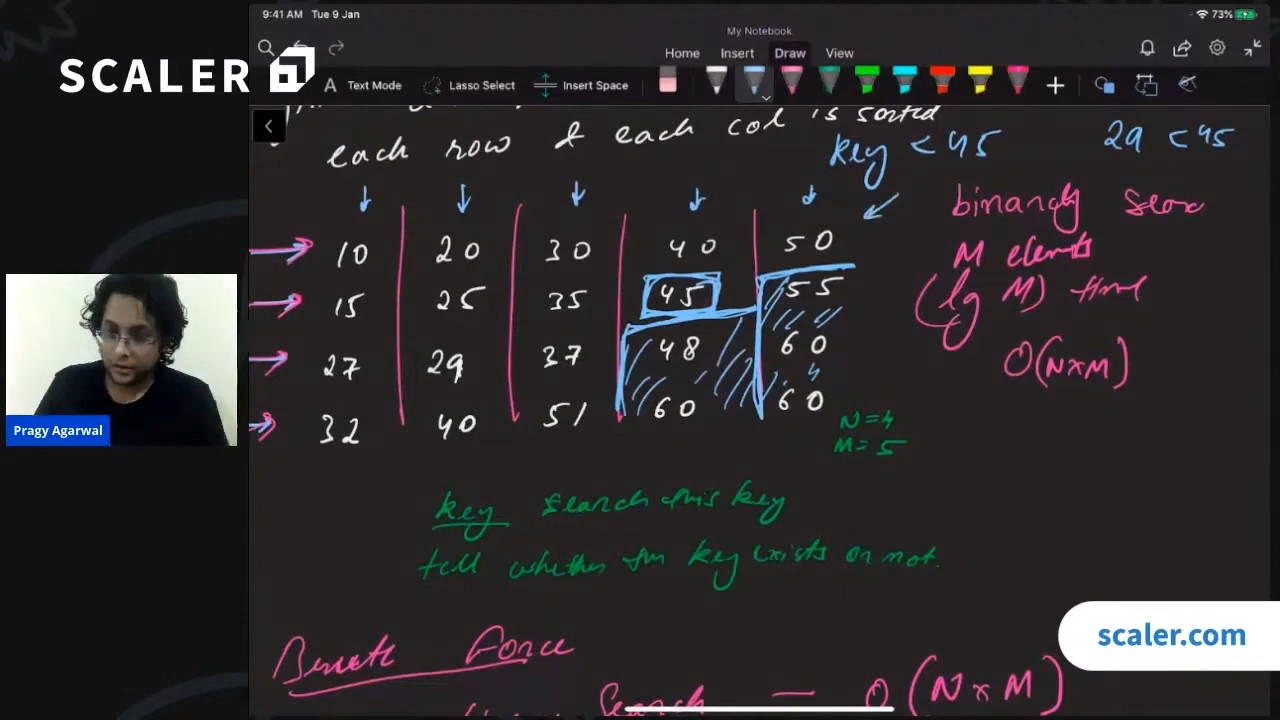 9:41 AM Tue 9 Jan
73%
My Notebook
SCALER
Home Insert Draw View
Text Mode Lasso Select Insert Space
each row & each col is sorted
key < 45 29 < 45
binary
10 20 30 40 50
M elements
15 25 35 45 55
(lg M) time
27 29 37 48 60
O(N×M)
32 40 51 60 60
N=4
M=5
Pragy Agarwal
key search this key
tell whether the key exists or not.
scaler.com
Brute Force
Search — O(N×M)